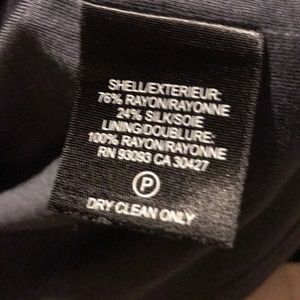 SHELL/EXTERIEUR:
76% RAYON/RAYONNE
24% SILK/SOIE
LINING/DOUBLURE:
100% RAYON/RAYONNE
RN 93093 CA 30427
P
DRY CLEAN ONLY